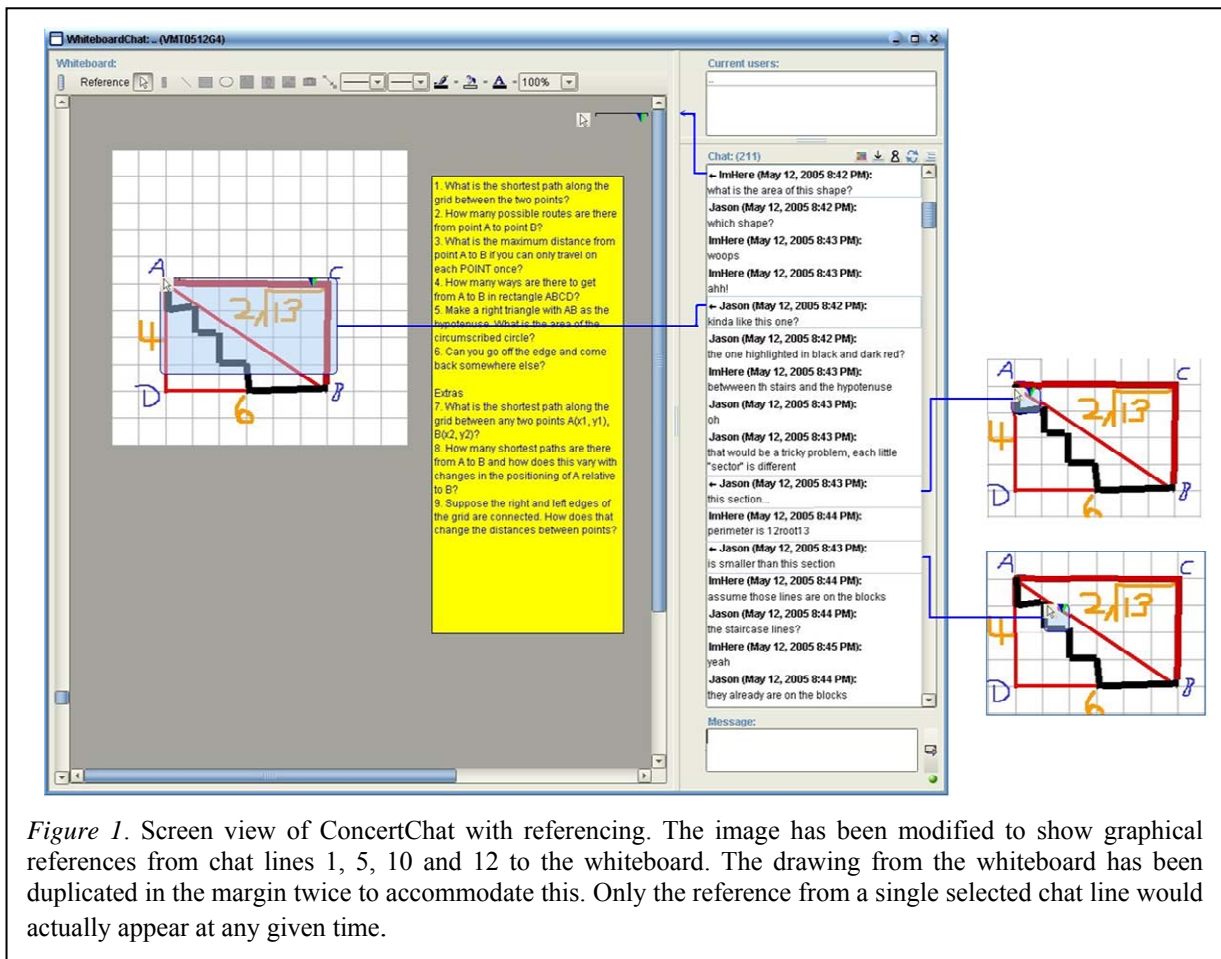 WhiteboardChat: .. (VMT0512G4)
Whiteboard:
Reference
100%
A
C
2√13
4
D
6
B
1. What is the shortest path along the
grid between the two points?
2. How many possible routes are there
from point A to point B?
3. What is the maximum distance from
point A to B if you can only travel on
each POINT once?
4. How many ways are there to get
from A to B in rectangle ABCD?
5. Make a right triangle with AB as the
hypotenuse. What is the area of the
circumscribed circle?
6. Can you go off the edge and come
back somewhere else?
Extras
7. What is the shortest path along the
grid between any two points A(x1, y1),
B(x2, y2)?
8. How many shortest paths are there
from A to B and how does this vary with
changes in the positioning of A relative
to B?
9. Suppose the right and left edges of
the grid are connected. How does that
change the distances between points?
Current users:
..
Chat: (211)
← ImHere (May 12, 2005 8:42 PM):
what is the area of this shape?
Jason (May 12, 2005 8:42 PM):
which shape?
ImHere (May 12, 2005 8:43 PM):
woops
ImHere (May 12, 2005 8:43 PM):
ahh!
← Jason (May 12, 2005 8:42 PM):
kinda like this one?
Jason (May 12, 2005 8:42 PM):
the one highlighted in black and dark red?
ImHere (May 12, 2005 8:43 PM):
betwween th stairs and the hypotenuse
Jason (May 12, 2005 8:43 PM):
oh
Jason (May 12, 2005 8:43 PM):
that would be a tricky problem, each little
"sector" is different
← Jason (May 12, 2005 8:43 PM):
this section...
ImHere (May 12, 2005 8:44 PM):
perimeter is 12root13
← Jason (May 12, 2005 8:43 PM):
is smaller than this section
ImHere (May 12, 2005 8:44 PM):
assume those lines are on the blocks
Jason (May 12, 2005 8:44 PM):
the staircase lines?
ImHere (May 12, 2005 8:45 PM):
yeah
Jason (May 12, 2005 8:44 PM):
they already are on the blocks
Message:
A
C
2√13
4
D
6
B
A
C
2√13
4
D
6
B
Figure 1. Screen view of ConcertChat with referencing. The image has been modified to show graphical
references from chat lines 1, 5, 10 and 12 to the whiteboard. The drawing from the whiteboard has been
duplicated in the margin twice to accommodate this. Only the reference from a single selected chat line would
actually appear at any given time.